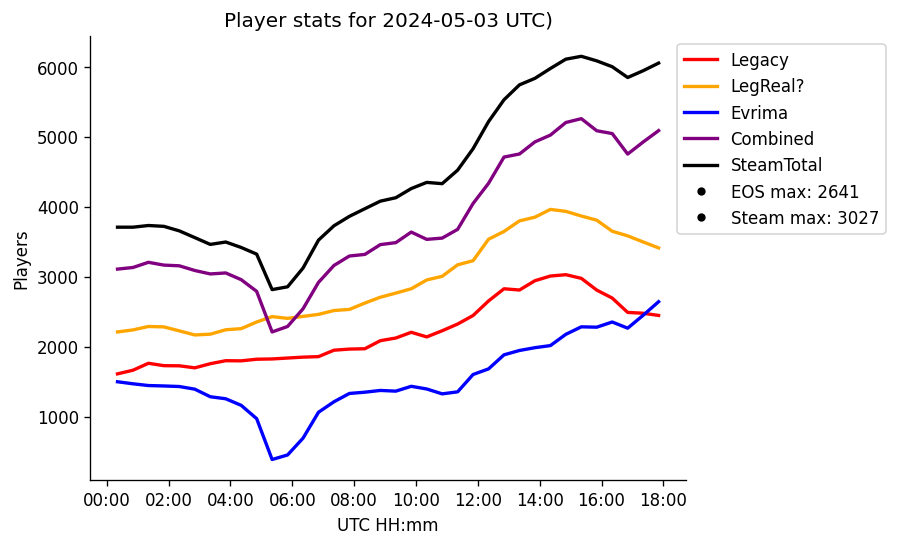 Player stats for 2024-05-03 UTC)
Legacy
LegReal?
Evrima
Combined
SteamTotal
EOS max: 2641
Steam max: 3027
Players
6000
5000
4000
3000
2000
1000
00:00 02:00 04:00 06:00 08:00 10:00 12:00 14:00 16:00 18:00
UTC HH:mm